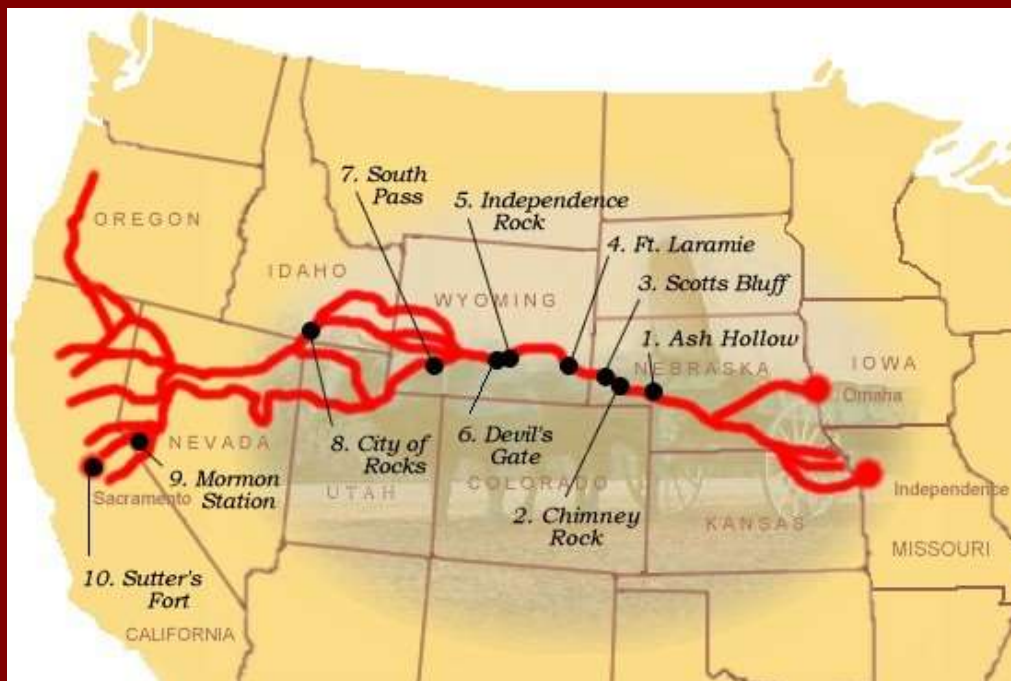 7. South
Pass
5. Independence
Rock
OREGON
4. Ft. Laramie
IDAHO
3. Scotts Bluff
WYOMING
1. Ash Hollow
NEBRASKA
IOWA
Omaha
NEVADA
8. City of
Rocks
6. Devil's
Gate
9. Mormon
Station
Sacramento
UTAH
COLORADO
Independence
2. Chimney
Rock
KANSAS
MISSOURI
10. Sutter's
Fort
CALIFORNIA